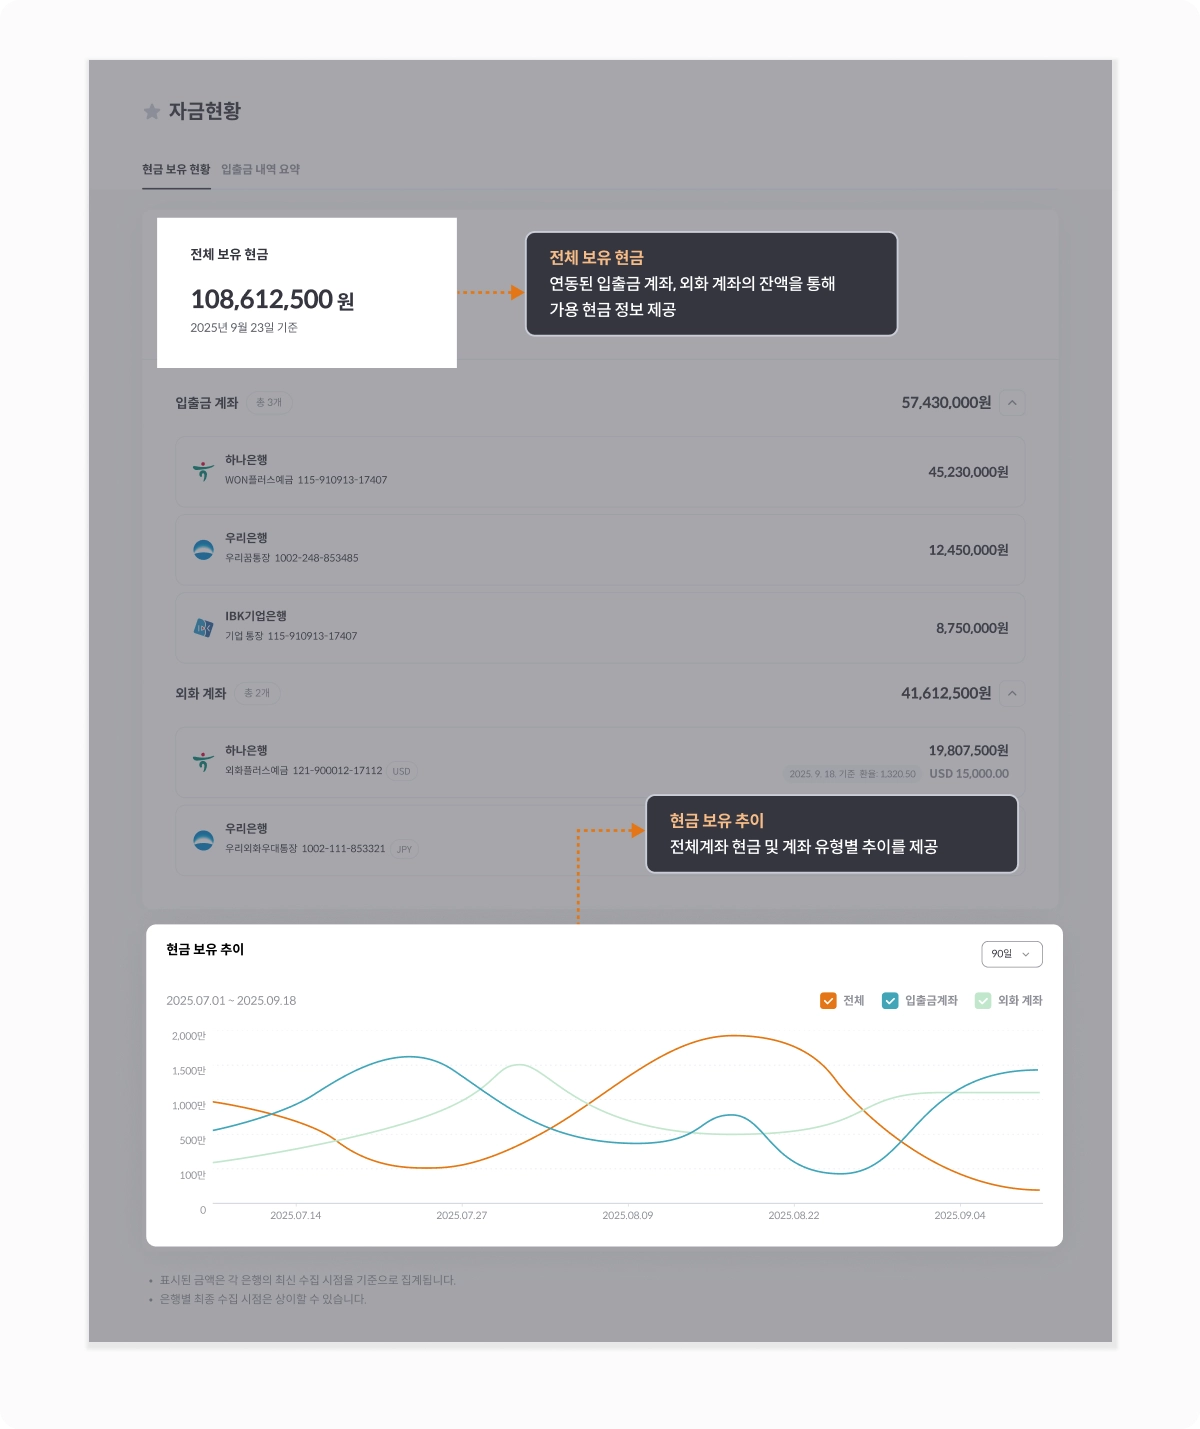 자금현황
현금 보유 현황 입출금 내역 요약
전체 보유 현금
108,612,500 원
2025년 9월 23일 기준
전체 보유 현금
연동된 입출금 계좌, 외화 계좌의 잔액을 통해
가용 현금 정보 제공
입출금 계좌 총 3개 57,430,000원
하나은행
WON플러스예금 115-910913-17407
45,230,000원
우리은행
우리꿈통장 1002-248-853485
12,450,000원
IBK기업은행
기업 통장 115-910913-17407
8,750,000원
외화 계좌 총 2개 41,612,500원
하나은행
외화플러스예금 121-900012-17112 USD
19,807,500원
2025. 9. 18. 기준 환율: 1,320.50 USD 15,000.00
우리은행
우리외화우대통장 1002-111-853321 JPY
현금 보유 추이
전체계좌 현금 및 계좌 유형별 추이를 제공
현금 보유 추이
90일
2025.07.01 ~ 2025.09.18
전체 입출금계좌 외화 계좌
2,000만
1,500만
1,000만
500만
100만
0
2025.07.14 2025.07.27 2025.08.09 2025.08.22 2025.09.04
• 표시된 금액은 각 은행의 최신 수집 시점을 기준으로 집계됩니다.
• 은행별 최종 수집 시점은 상이할 수 있습니다.